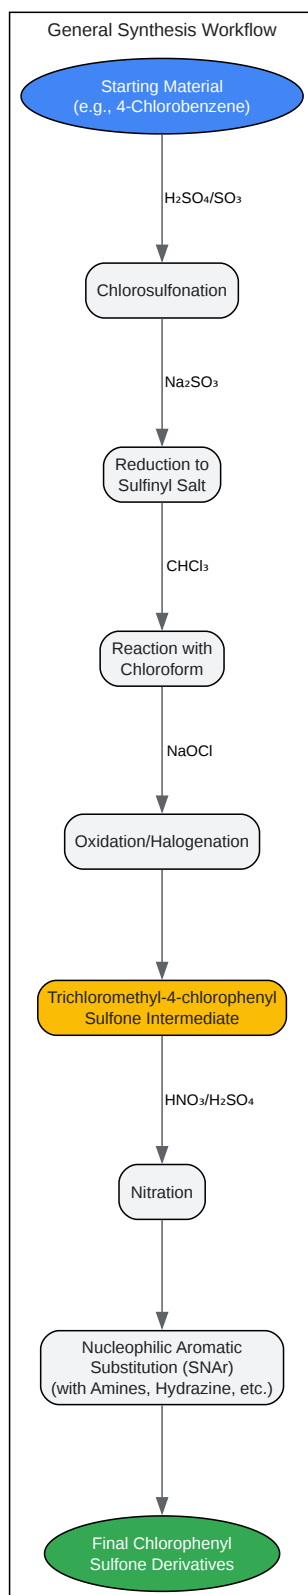 General Synthesis Workflow
Starting Material
(e.g., 4-Chlorobenzene)
H₂SO₄/SO₃
Chlorosulfonation
Na₂SO₃
Reduction to
Sulfinyl Salt
CHCl₃
Reaction with
Chloroform
NaOCl
Oxidation/Halogenation
Trichloromethyl-4-chlorophenyl
Sulfone Intermediate
HNO₃/H₂SO₄
Nitration
Nucleophilic Aromatic
Substitution (SNAr)
(with Amines, Hydrazine, etc.)
Final Chlorophenyl
Sulfone Derivatives